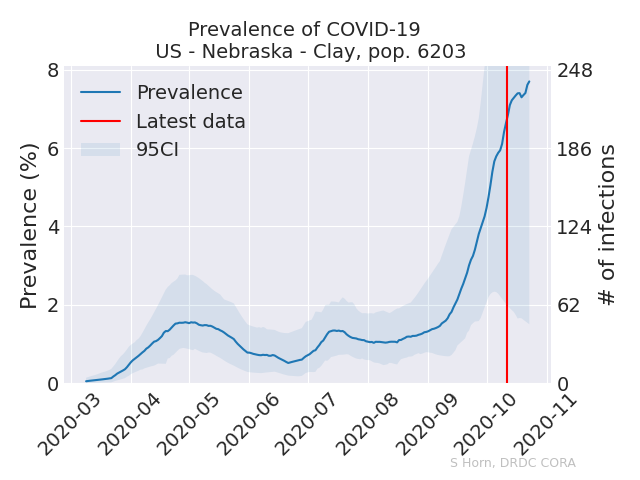 Prevalence of COVID-19
US - Nebraska - Clay, pop. 6203
Prevalence
Latest data
95CI
Prevalence (%)
8
6
4
2
0
# of infections
248
186
124
62
0
2020-03
2020-04
2020-05
2020-06
2020-07
2020-08
2020-09
2020-10
2020-11
S Horn, DRDC CORA